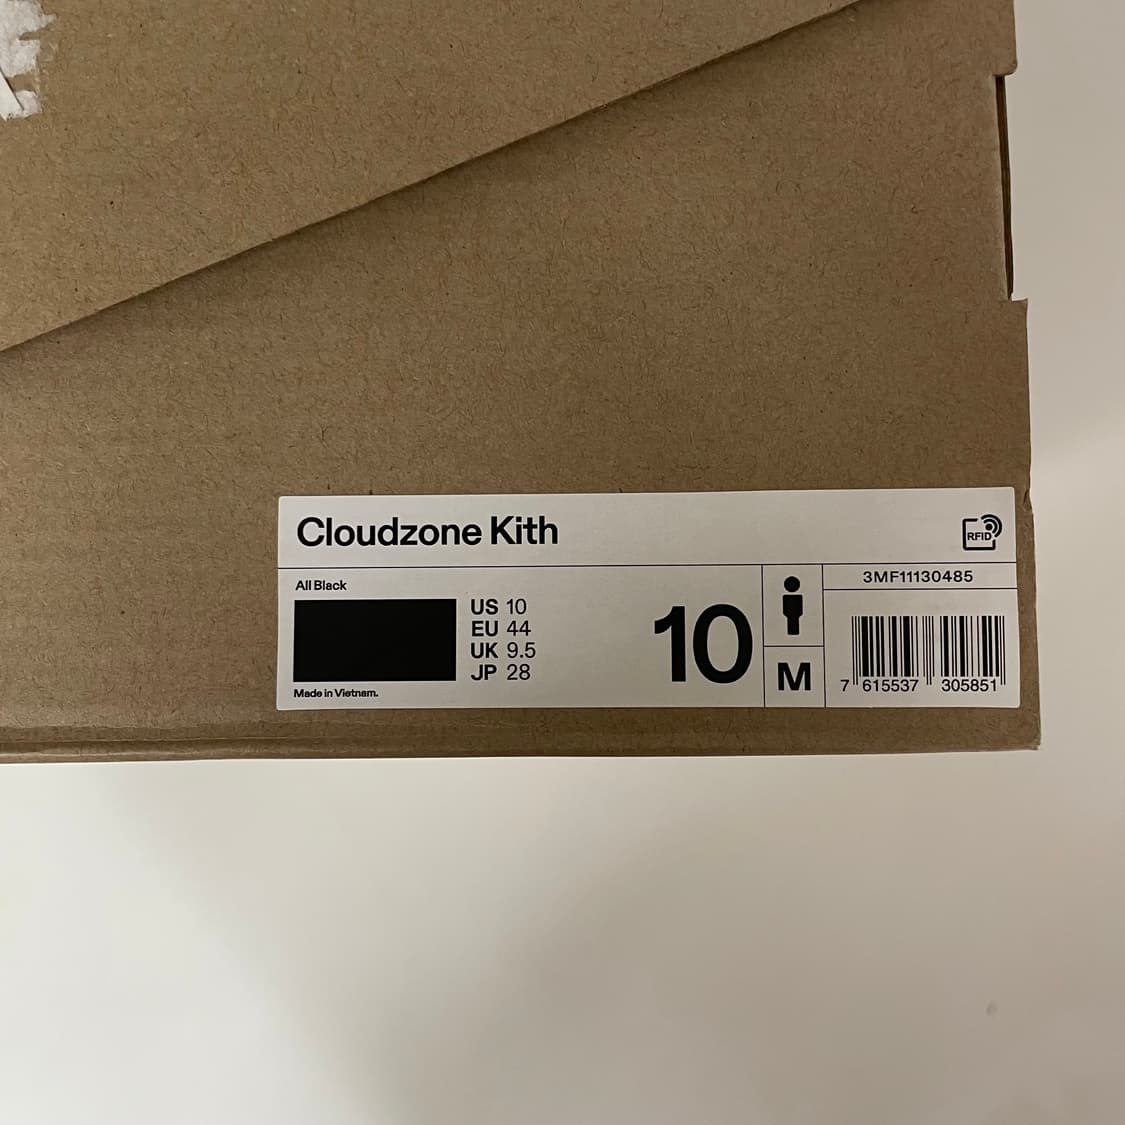 Cloudzone Kith
RFID
All Black
US 10
EU 44
UK 9.5
JP 28
Made in Vietnam.
10
M
3MF11130485
7 615537 305851